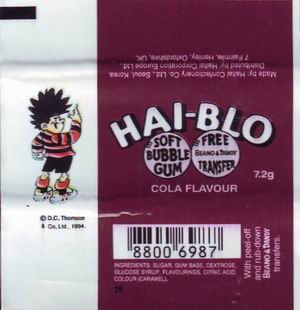 Made by: Haitai Confectionery Co. Ltd., Seoul, Korea.
Distributed by: Haitai Corporation Europe Ltd.,
7 Fairmile, Henley, Oxfordshire, UK.
HAI-BLO
SOFT
BUBBLE
GUM
FREE
BEANO & DANDY
TRANSFER
7.2g
COLA FLAVOUR
© D.C. Thomson
& Co, Ltd, 1994.
8800 6987
INGREDIENTS: SUGAR, GUM BASE, DEXTROSE,
GLUCOSE SYRUP, FLAVOURINGS, CITRIC ACID,
COLOUR (CARAMEL).
With peel-off
and rub-down
BEANO & DANDY
transfers.